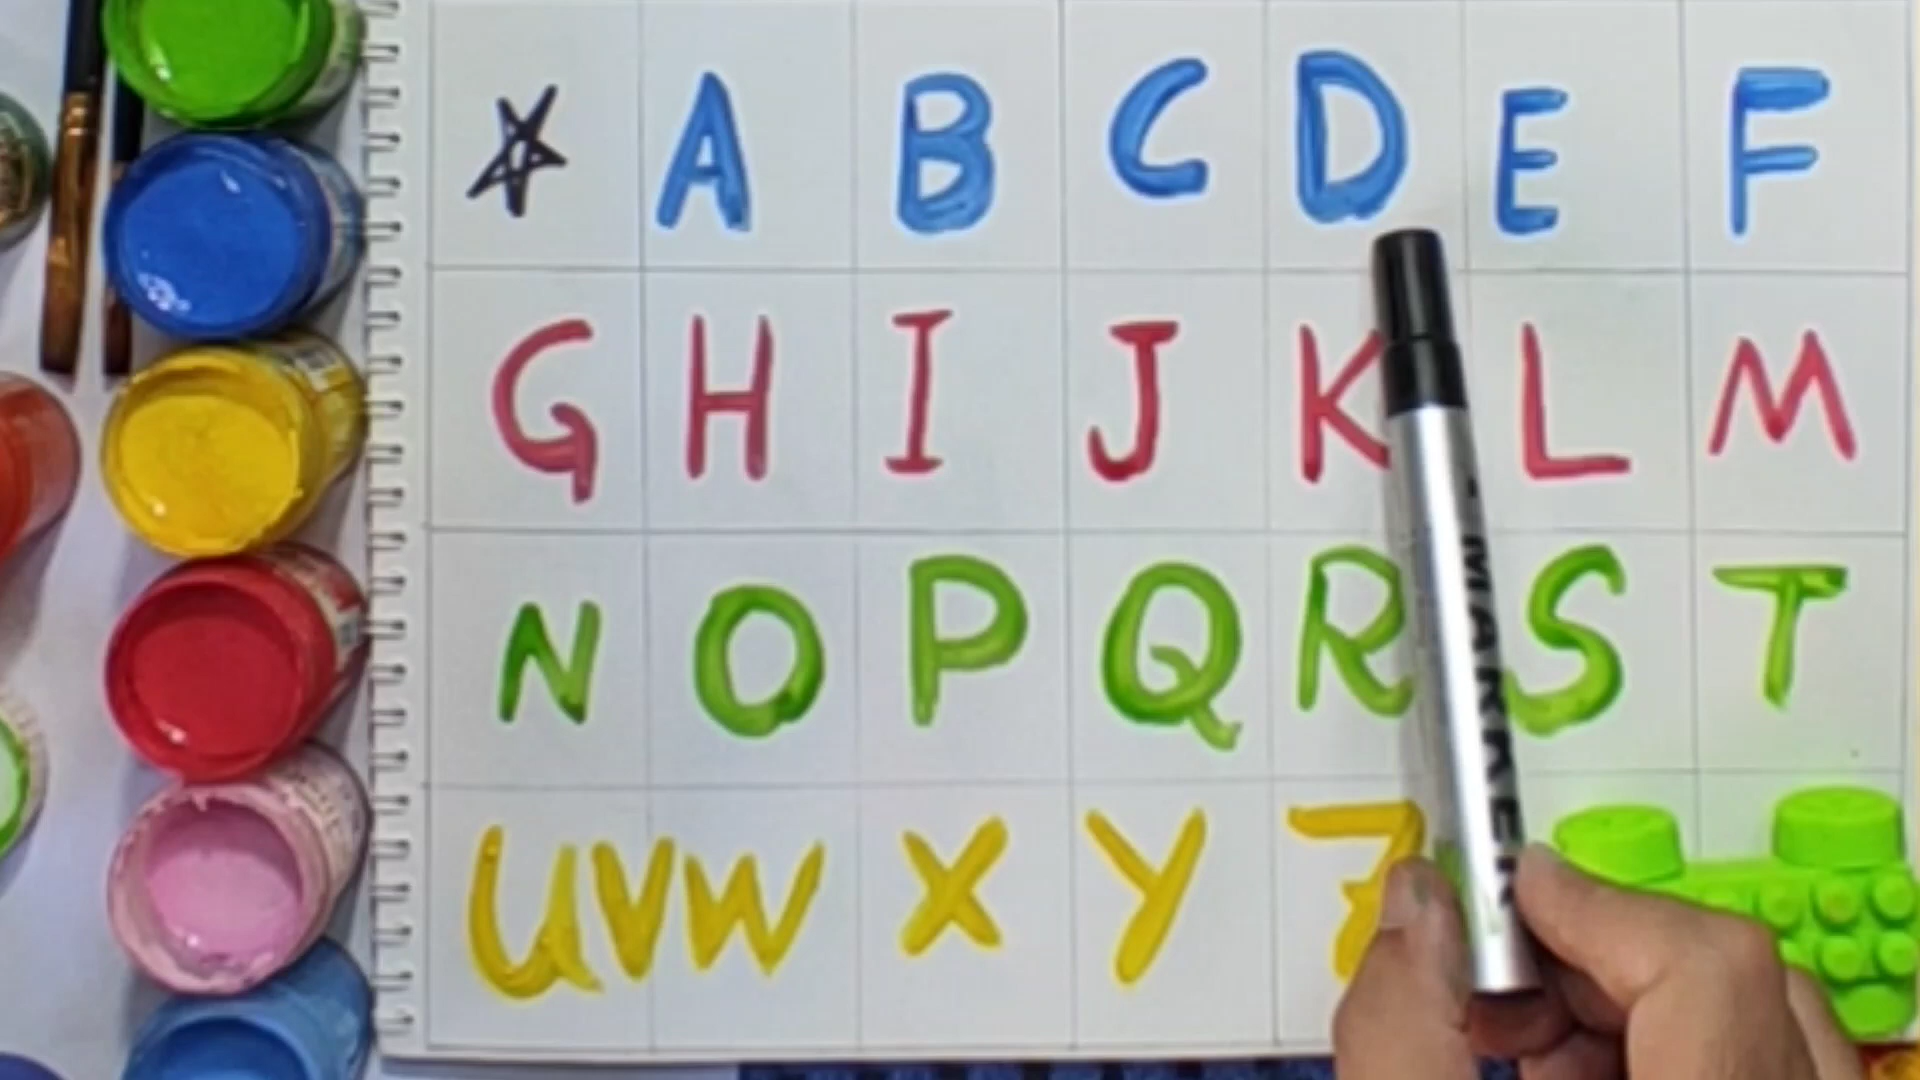 A B C D E F
G H I J K L M
N O P Q R S T
U V W X Y Z
MARKER